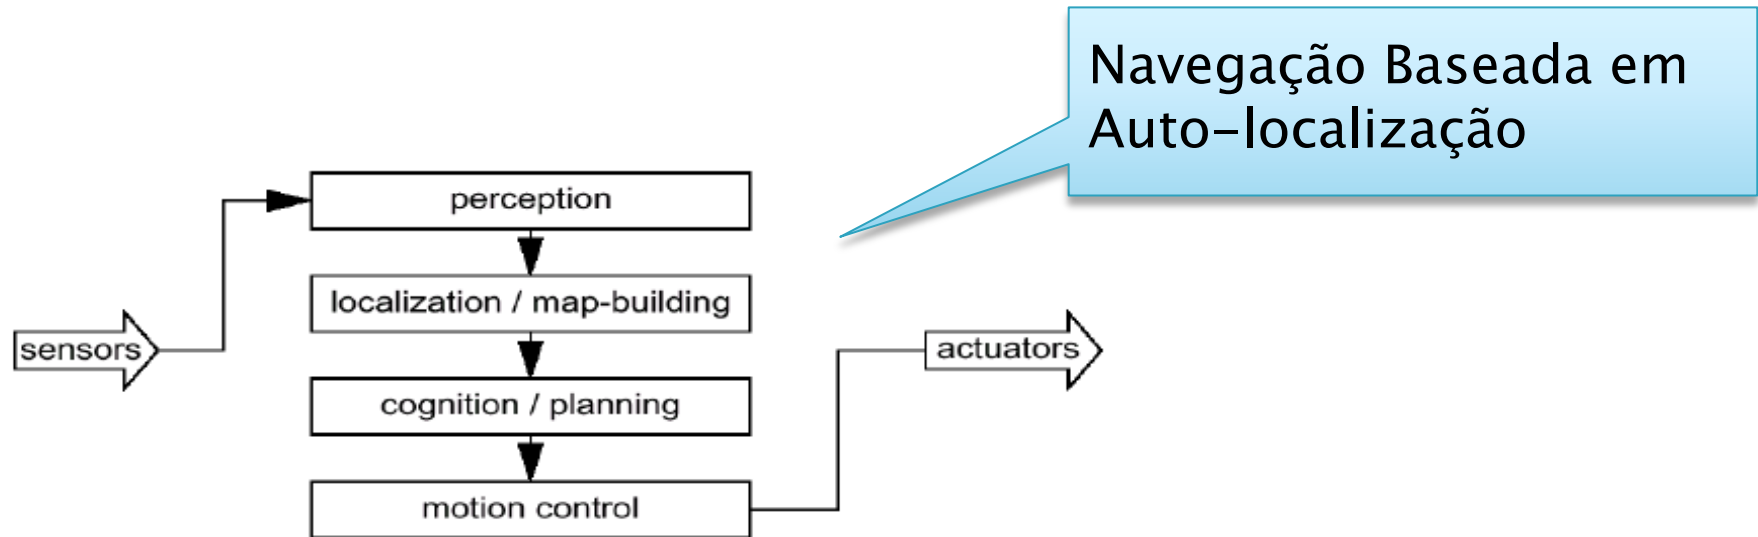 Navegação Baseada em
Auto-localização
perception
localization / map-building
sensors
actuators
cognition / planning
motion control